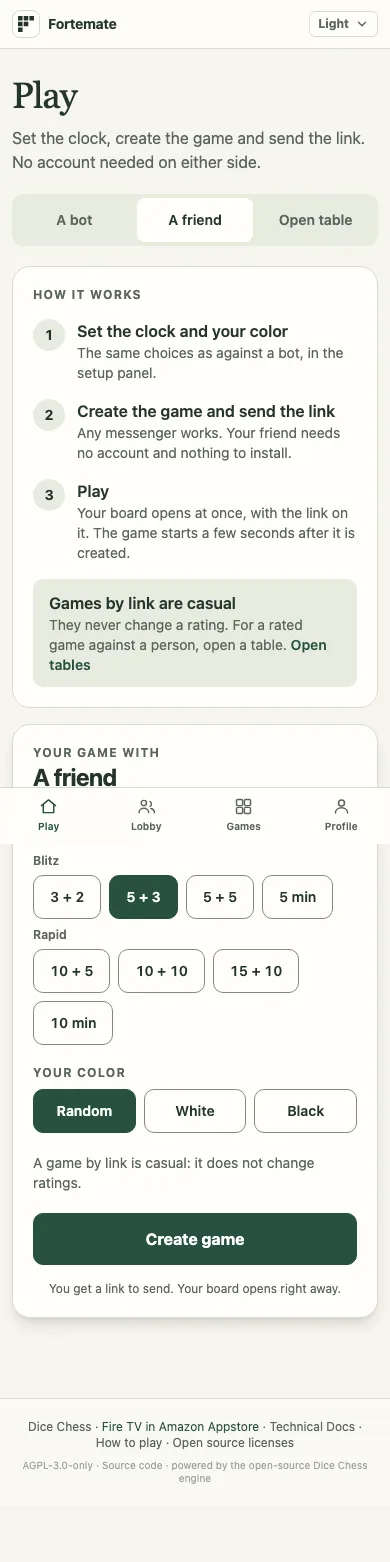 Fortemate
Light
Play
Set the clock, create the game and send the link.
No account needed on either side.
A bot
A friend
Open table
HOW IT WORKS
1
Set the clock and your color
The same choices as against a bot, in the
setup panel.
2
Create the game and send the link
Any messenger works. Your friend needs
no account and nothing to install.
3
Play
Your board opens at once, with the link on
it. The game starts a few seconds after it is
created.
Games by link are casual
They never change a rating. For a rated
game against a person, open a table. Open
tables
YOUR GAME WITH
A friend
Play
Lobby
Games
Profile
Blitz
3 + 2
5 + 3
5 + 5
5 min
Rapid
10 + 5
10 + 10
15 + 10
10 min
YOUR COLOR
Random
White
Black
A game by link is casual: it does not change
ratings.
Create game
You get a link to send. Your board opens right away.
Dice Chess · Fire TV in Amazon Appstore · Technical Docs ·
How to play · Open source licenses
AGPL-3.0-only · Source code · powered by the open-source Dice Chess
engine